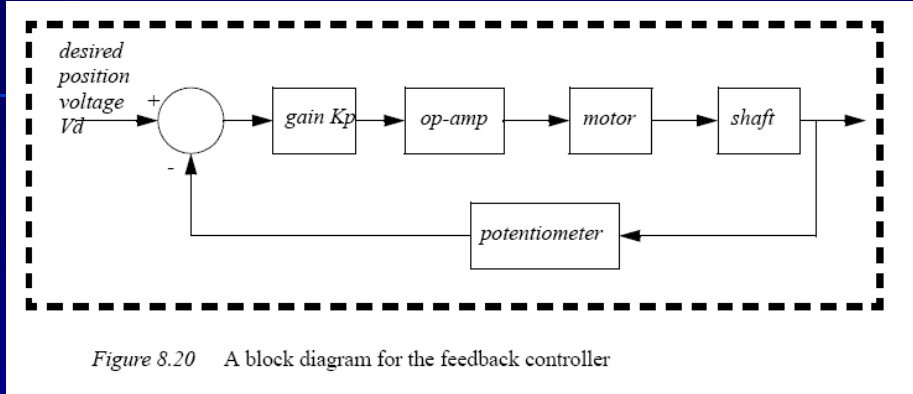 desired
position
voltage
Vd
+
-
gain Kp
op-amp
motor
shaft
potentiometer
Figure 8.20 A block diagram for the feedback controller